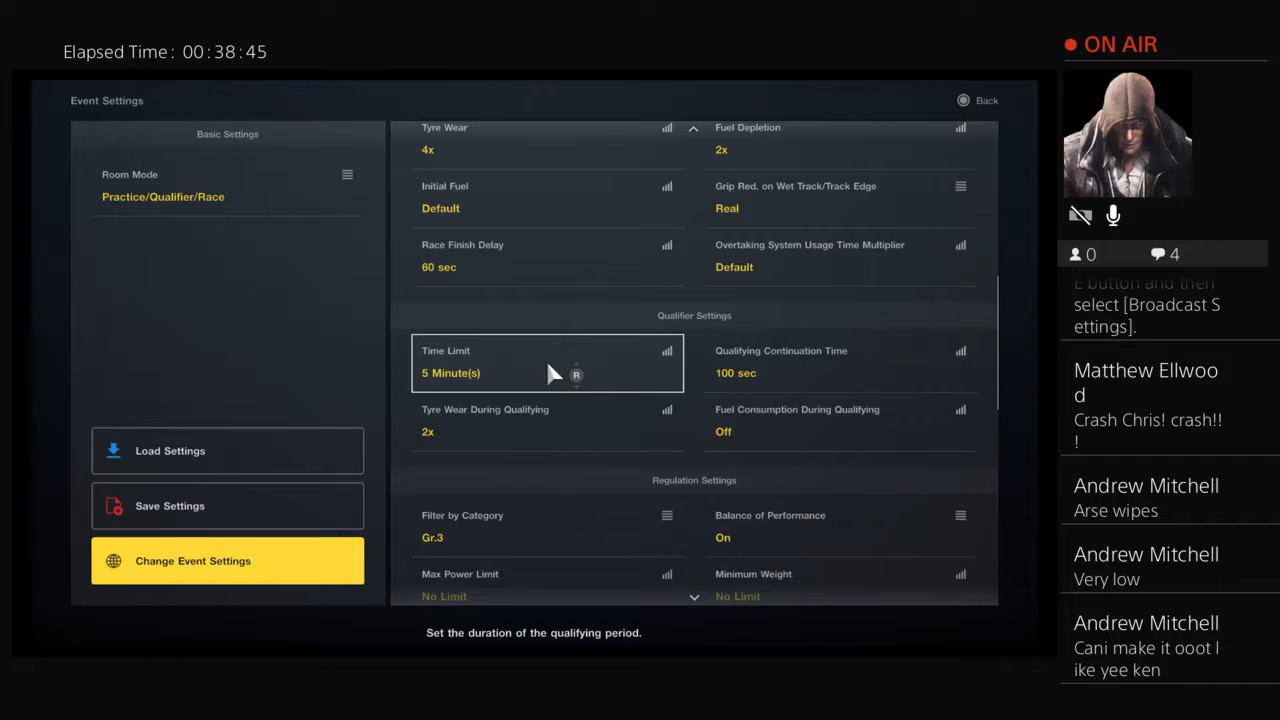 Elapsed Time: 00:38:45
ON AIR
Event Settings
Back
Basic Settings
Room Mode
Practice/Qualifier/Race
Load Settings
Save Settings
Change Event Settings
Tyre Wear
4x
Fuel Depletion
2x
Initial Fuel
Default
Grip Red. on Wet Track/Track Edge
Real
Race Finish Delay
60 sec
Overtaking System Usage Time Multiplier
Default
Qualifier Settings
Time Limit
5 Minute(s)
R
Qualifying Continuation Time
100 sec
Tyre Wear During Qualifying
2x
Fuel Consumption During Qualifying
Off
Regulation Settings
Filter by Category
Gr.3
Balance of Performance
On
Max Power Limit
No Limit
Minimum Weight
No Limit
Set the duration of the qualifying period.
0
4
E button and then
select [Broadcast S
ettings].
Matthew Ellwoo
d
Crash Chris! crash!!
!
Andrew Mitchell
Arse wipes
Andrew Mitchell
Very low
Andrew Mitchell
Cani make it ooot l
ike yee ken